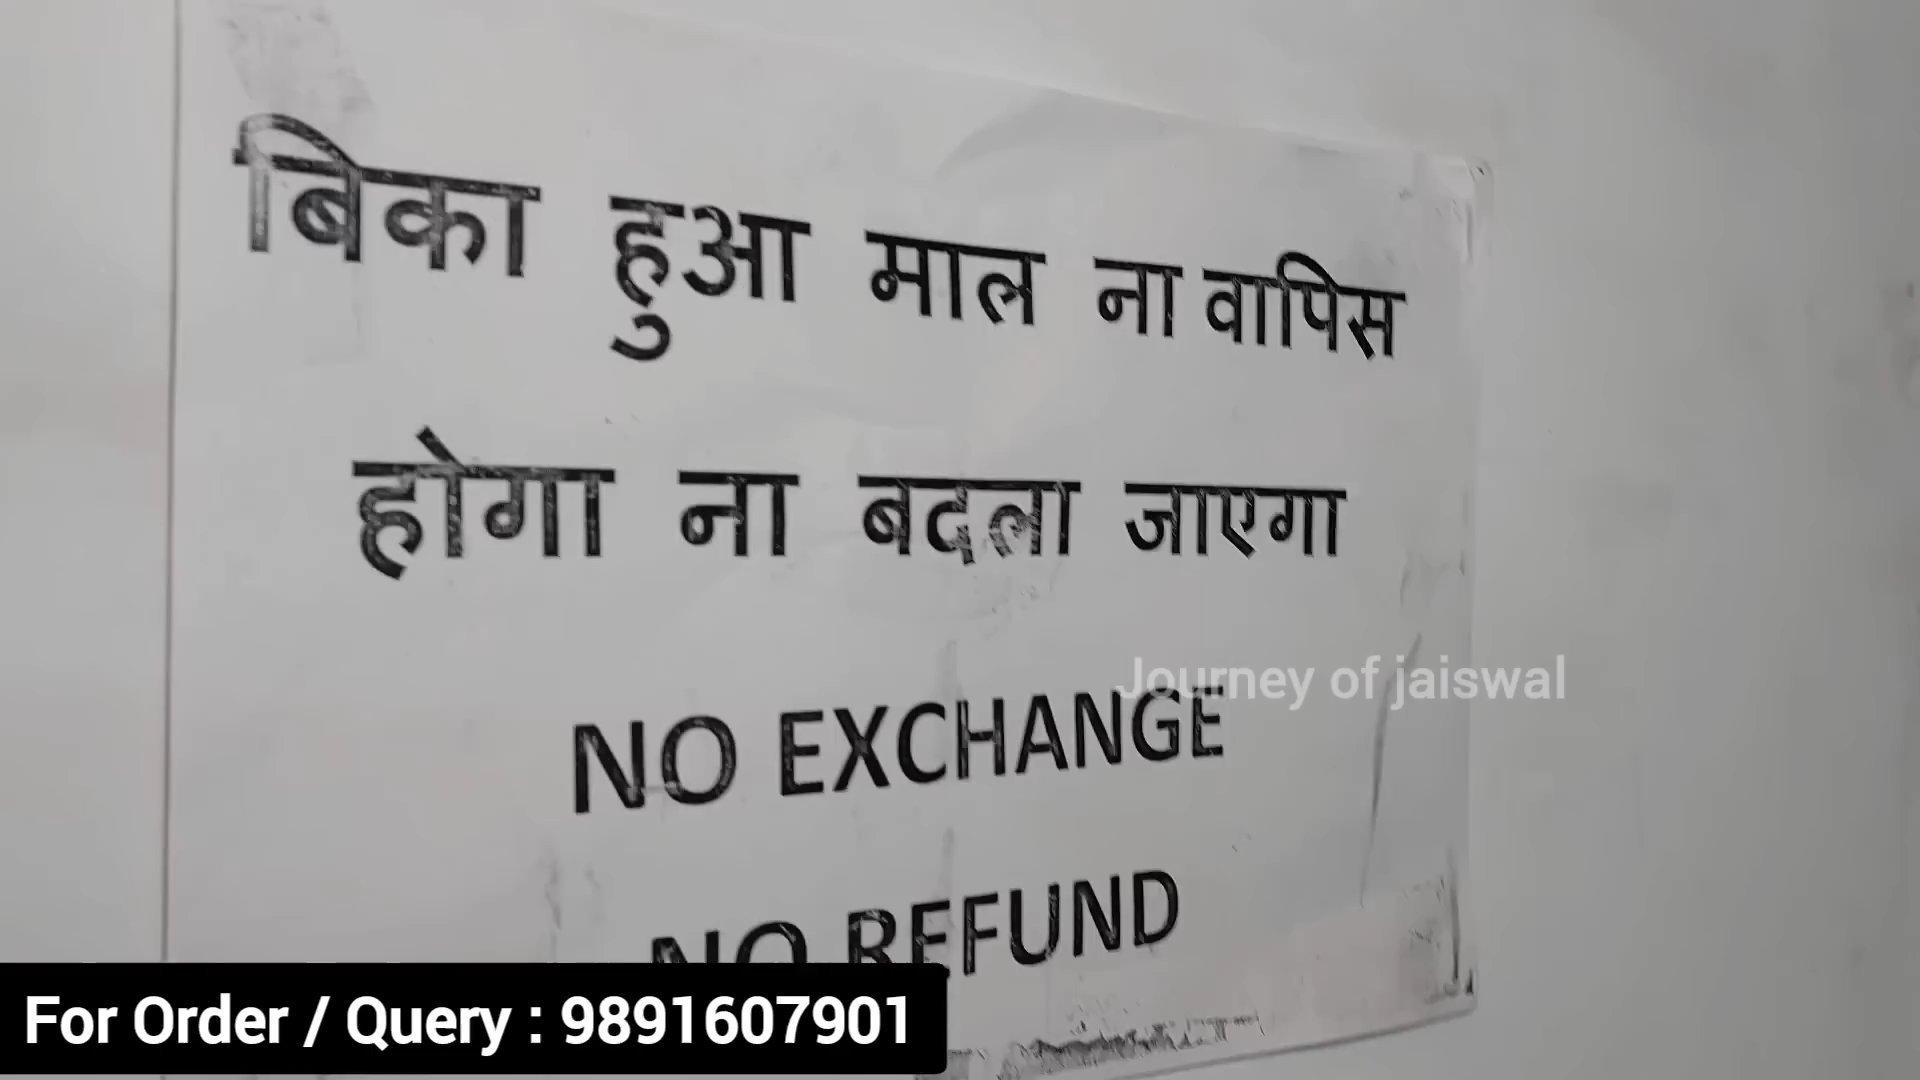 बिका हुआ माल ना वापिस
होगा ना बदला जाएगा
Journey of jaiswal
NO EXCHANGE
NO REFUND
For Order / Query : 9891607901